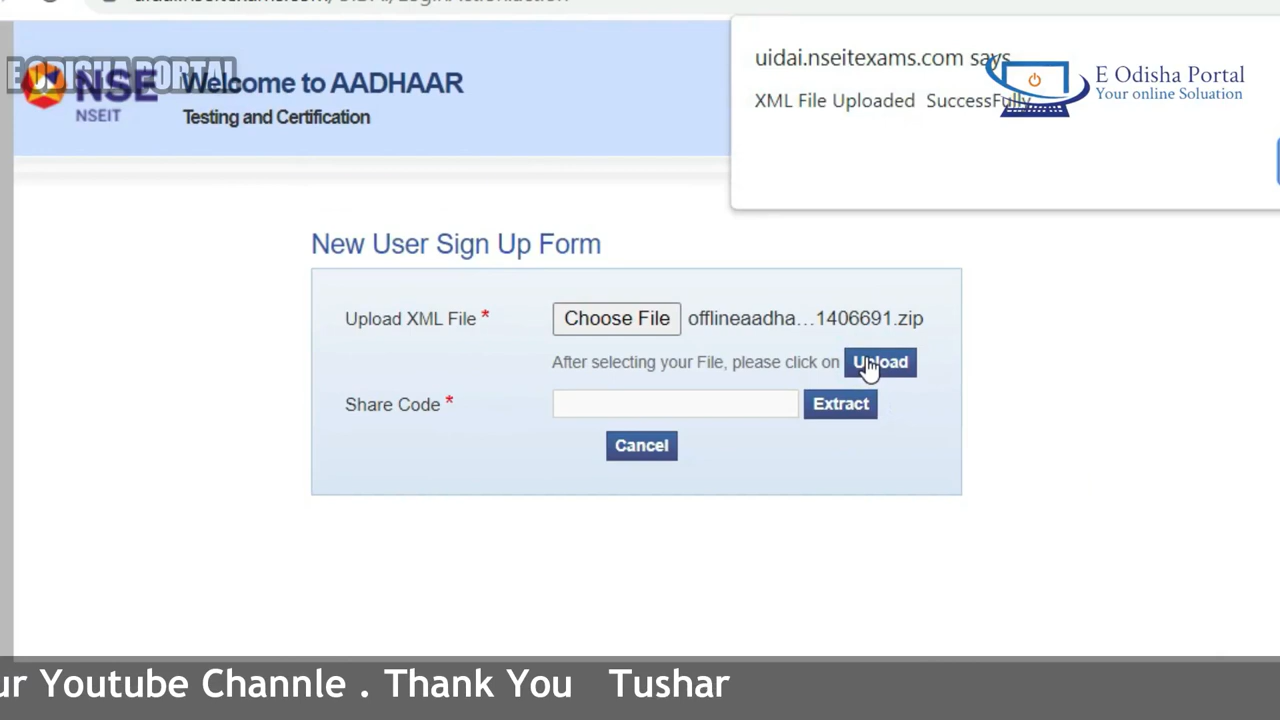 E ODISHA PORTAL
NSE
NSEIT
Welcome to AADHAAR
Testing and Certification
uidai.nseitexams.com says
XML File Uploaded SuccessFully
E Odisha Portal
Your online Soluation
New User Sign Up Form
Upload XML File *
Choose File offlineaadha...1406691.zip
After selecting your File, please click on Upload
Share Code *
Extract
Cancel
ur Youtube Channle . Thank You Tushar